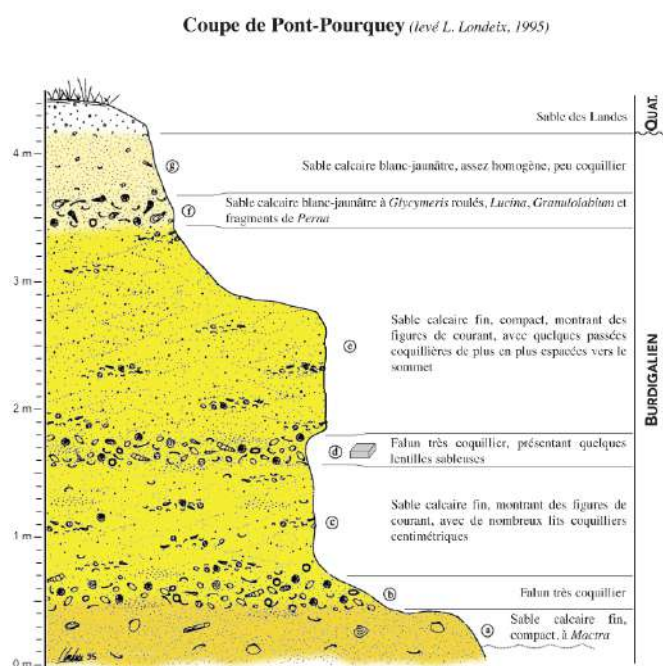 Coupe de Pont-Pourquey (levé L. Londeix, 1995)
Sable des Landes
QUAT.
4 m
g
Sable calcaire blanc-jaunâtre, assez homogène, peu coquillier
f
Sable calcaire blanc-jaunâtre à Glycymeris roulés, Lucina, Granulolabium et
fragments de Perna
3 m
e
Sable calcaire fin, compact, montrant des
figures de courant, avec quelques passées
coquillières de plus en plus espacées vers le
sommet
BURDIGALIEN
2 m
d
Falun très coquillier, présentant quelques
lentilles sableuses
c
Sable calcaire fin, montrant des figures de
courant, avec de nombreux lits coquilliers
centimétriques
1 m
b
Falun très coquillier
a
Sable calcaire fin,
compact, à Mactra
0 m
95